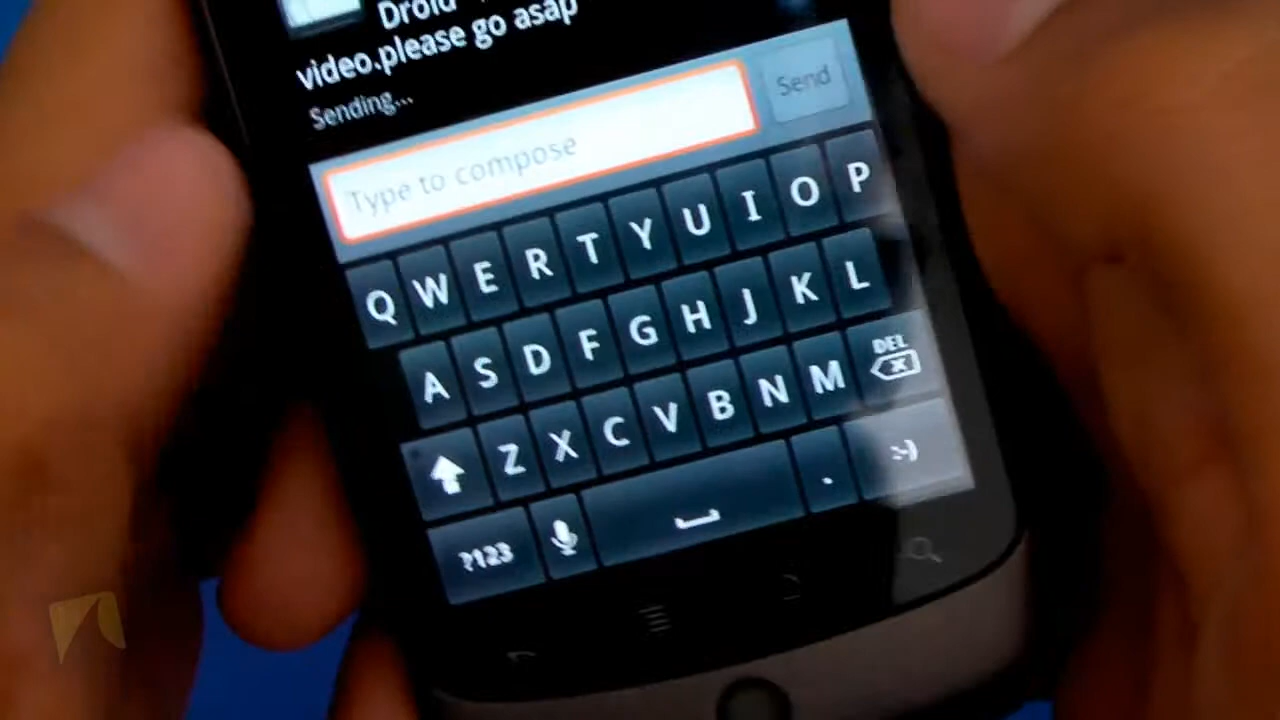 Droid
video.please go asap
Sending...
Send
Type to compose
Q W E R T Y U I O P
A S D F G H J K L
DEL
Z X C V B N M
?123 . :-)